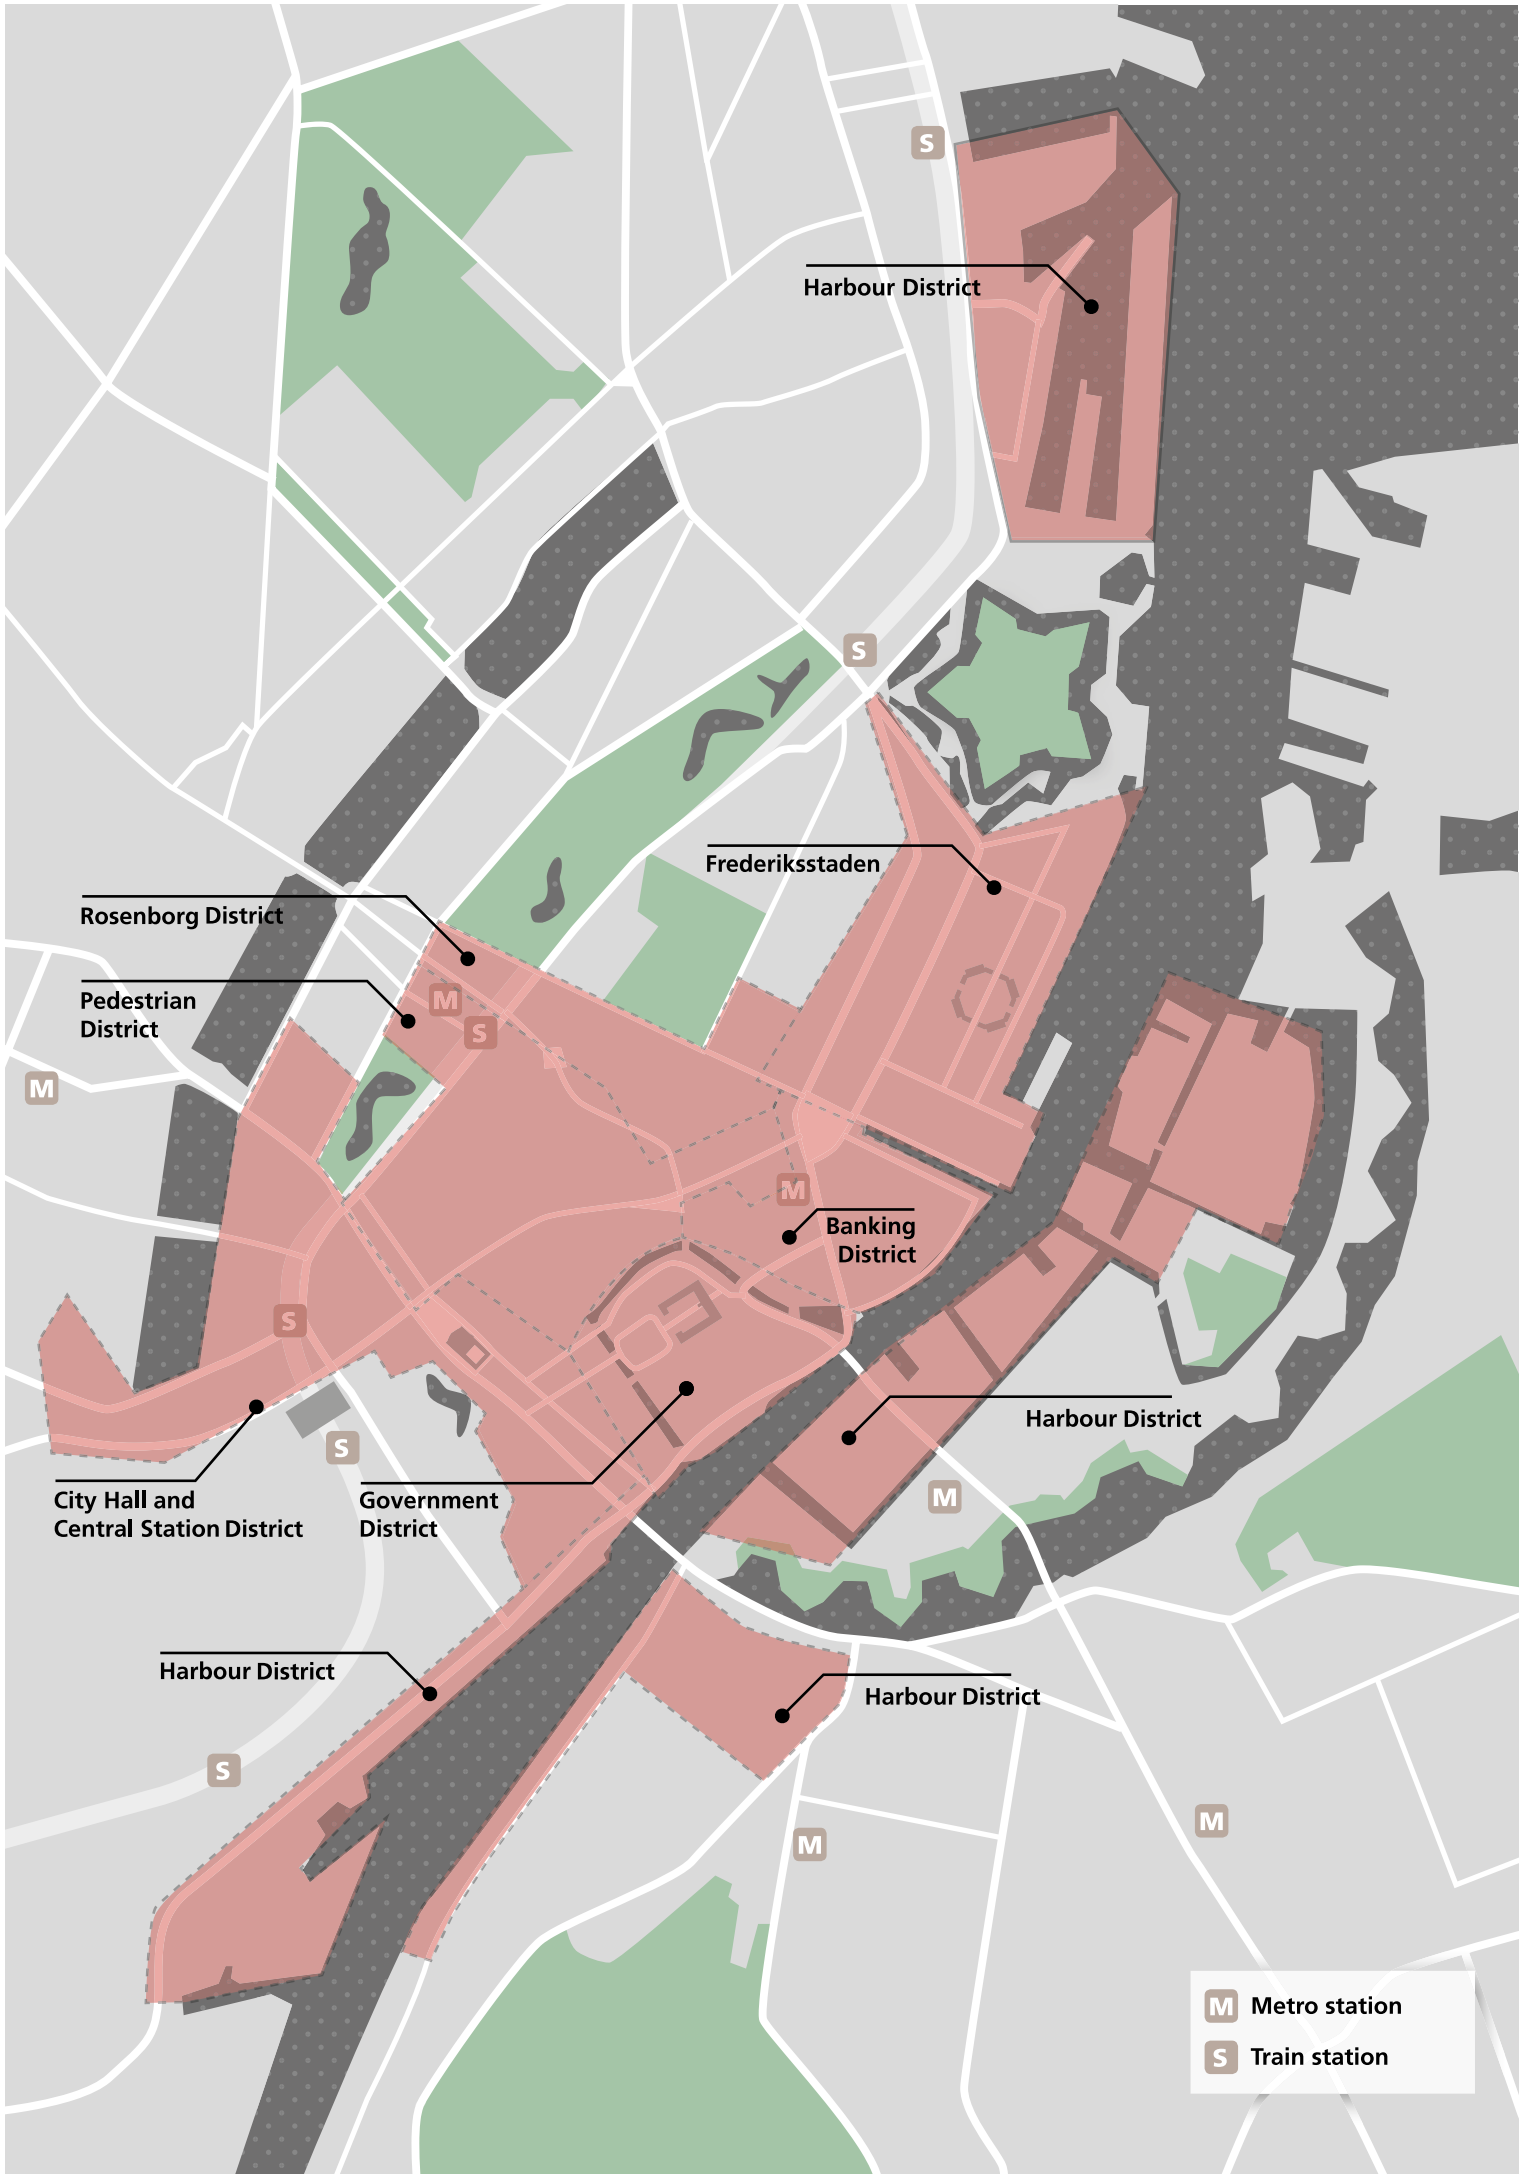 S
Harbour District
S
Frederiksstaden
Rosenborg District
Pedestrian
District
M
S
M
M
Banking
District
S
Harbour District
S
M
City Hall and
Central Station District
Government
District
Harbour District
Harbour District
S
M
M
M Metro station
S Train station